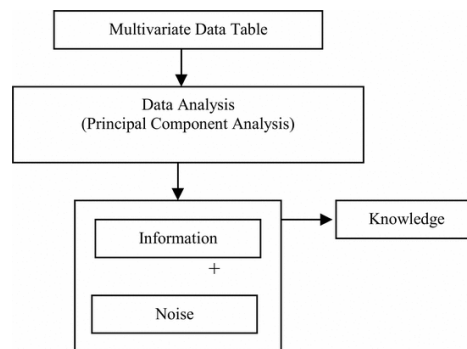 Multivariate Data Table
Data Analysis
(Principal Component Analysis)
Information
Knowledge
+
Noise